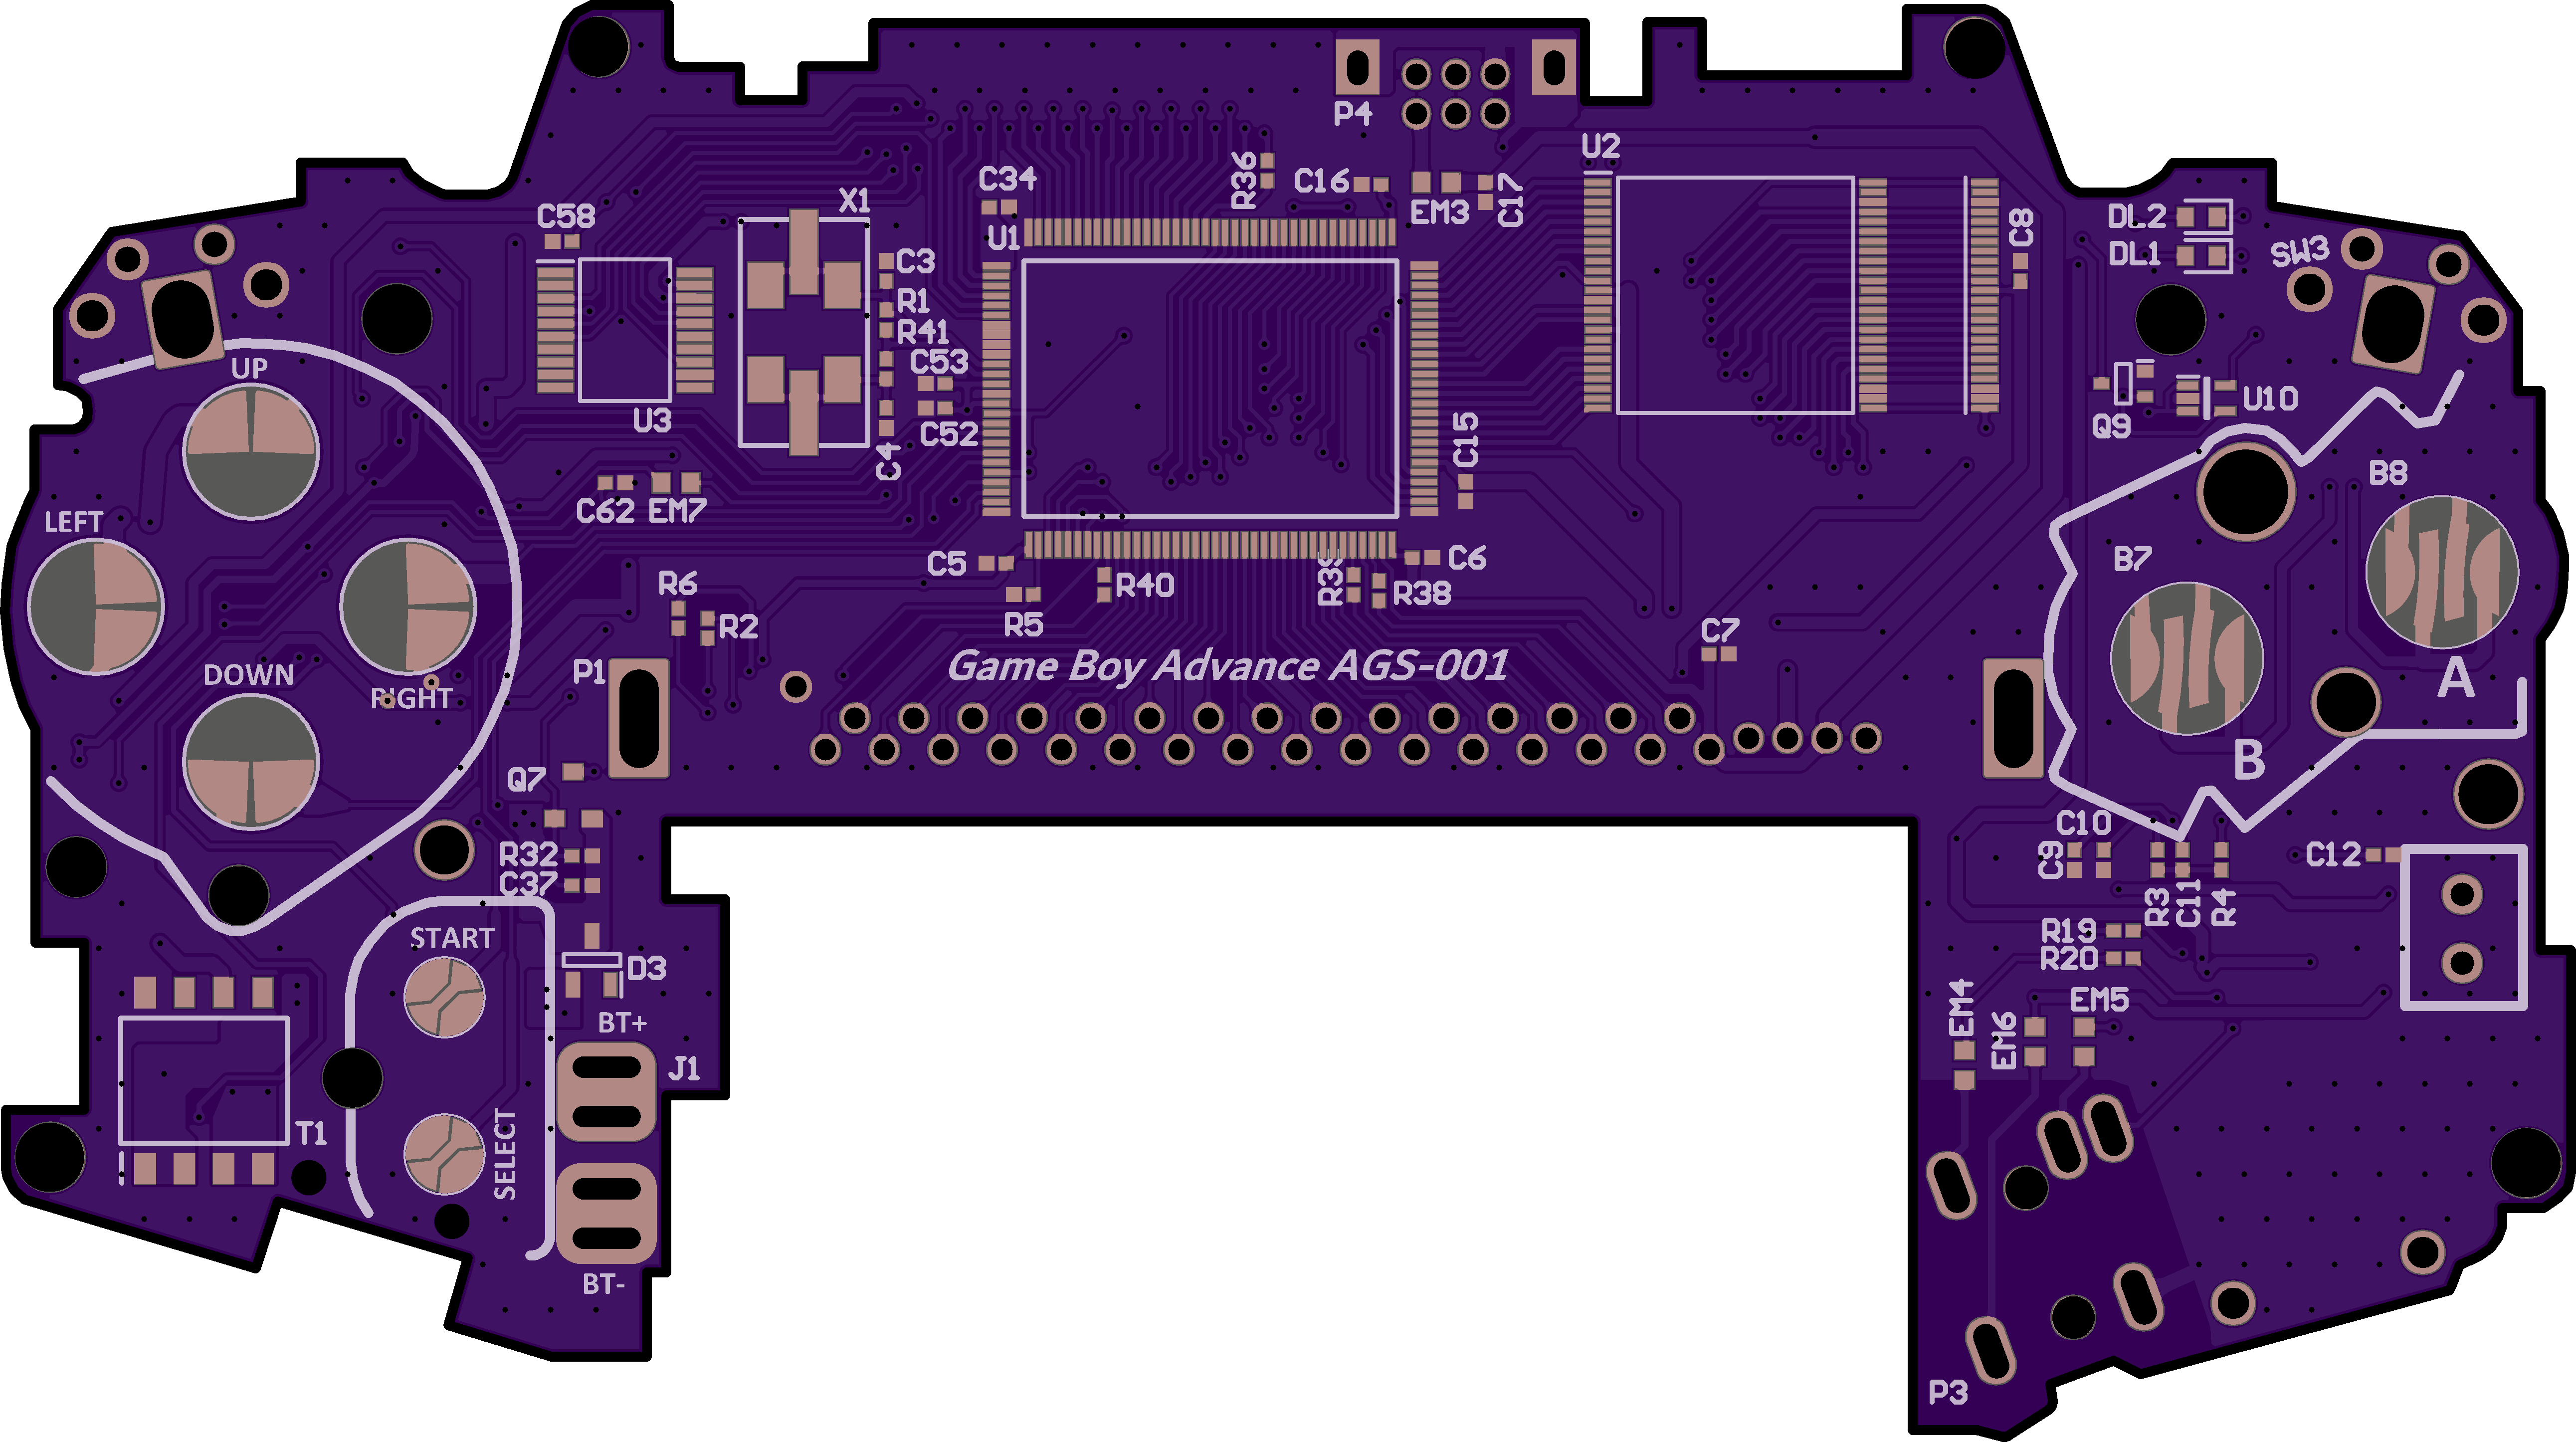 P4
U2
C34
R36
C16
EM3
C17
X1
C58
U1
C8
DL2
DL1
SW3
C3
R1
R41
C53
C52
C4
U3
UP
Q9
U10
C15
B8
LEFT
C62
EM7
C5
C6
B7
R6
R2
R40
R5
R39
R38
C7
P1
Game Boy Advance AGS-001
DOWN
RIGHT
A
B
Q7
R32
C37
C10
C9
C12
R3
C11
R4
START
D3
R19
R20
BT+
EM4
EM5
EM6
J1
T1
SELECT
BT-
P3